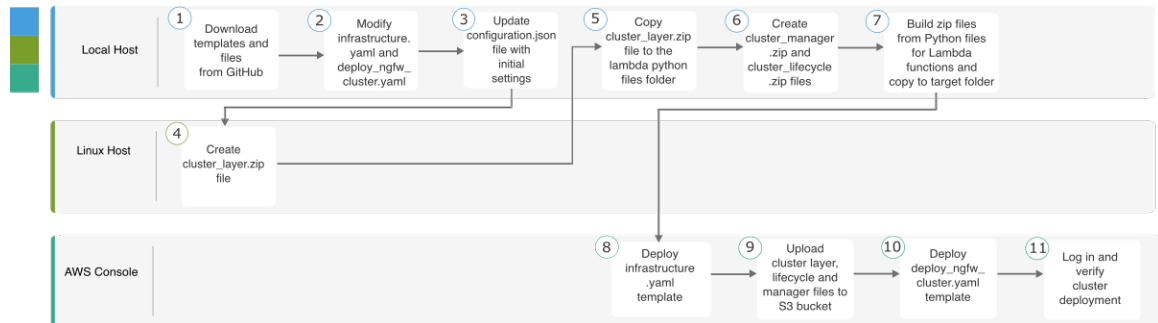 Local Host
1
Download
templates and
files
from GitHub
2
Modify
infrastructure.
yaml and
deploy_ngfw_
cluster.yaml
3
Update
configuration.json
file with
initial
settings
5
Copy
cluster_layer.zip
file to the
lambda python
files folder
6
Create
cluster_manager
.zip and
cluster_lifecycle
.zip files
7
Build zip files
from Python files
for Lambda
functions and
copy to target folder
Linux Host
4
Create
cluster_layer.zip
file
AWS Console
8
Deploy
infrastructure
.yaml
template
9
Upload
cluster layer,
lifecycle and
manager files to
S3 bucket
10
Deploy
deploy_ngfw_
cluster.yaml
template
11
Log in and
verify
cluster
deployment